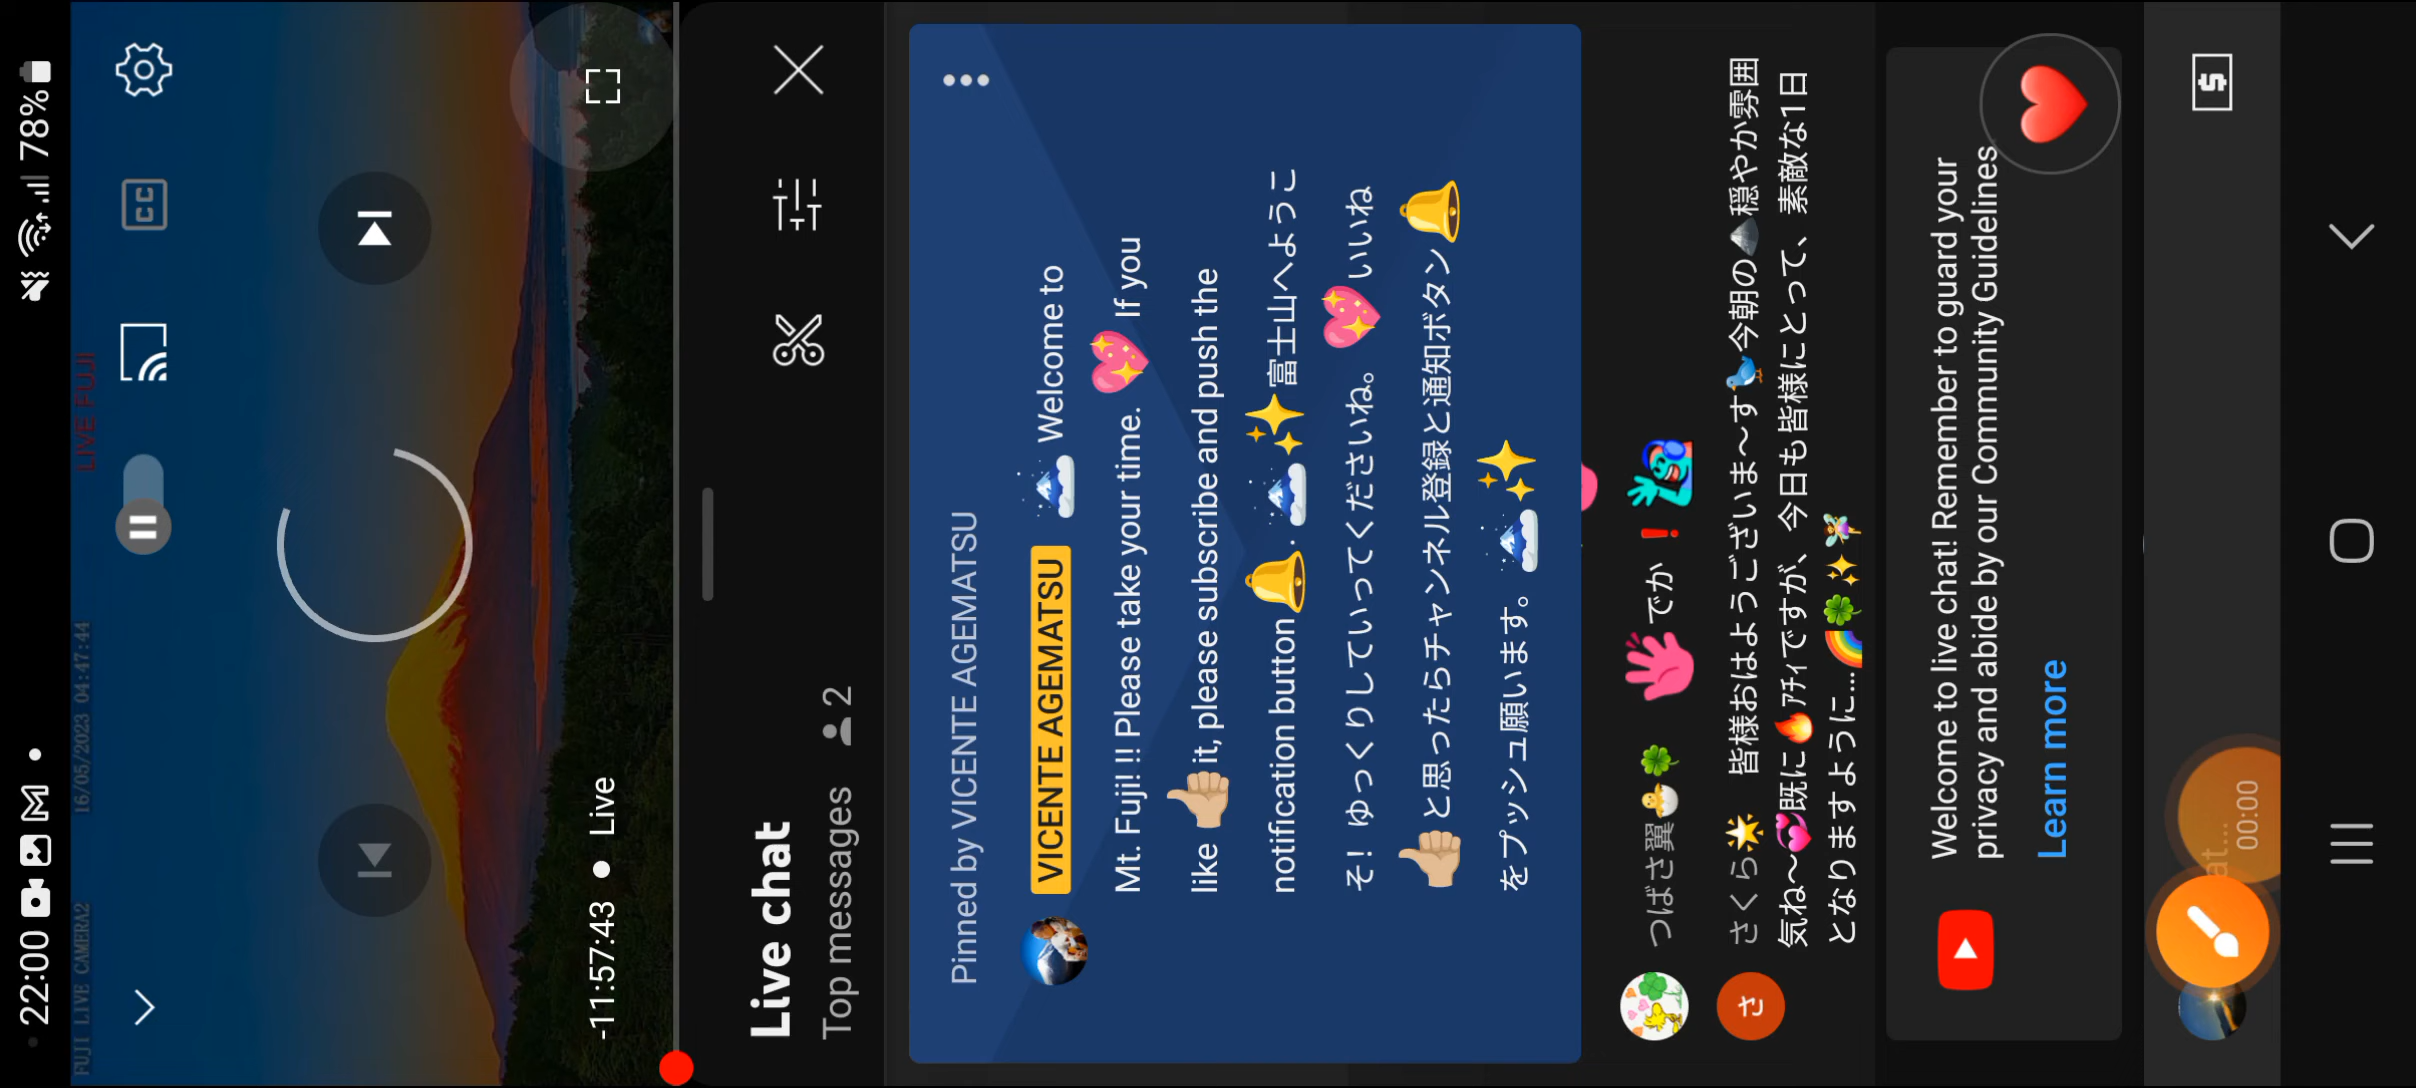 22:00
78%
FUJI LIVE CAMERA2
16/05/2023 04:47:44
LIVE FUJI
CC
-11:57:43 • Live
Live chat
Top messages 2
Pinned by VICENTE AGEMATSU
VICENTE AGEMATSU 🗻 Welcome to
Mt. Fuji! !!! Please take your time. 💖 If you
like 👍🏼 it, please subscribe and push the
notification button 🔔. 🗻✨富士山へようこ
そ！ゆっくりしていってくださいね。💖いいね
👍🏼と思ったらチャンネル登録と通知ボタン🔔
をプッシュ願います。🗻✨
つばさ翼🐣🍀 でか❗
さくら🌟 皆様おはようございま〜す🐦今朝の🗻穏やか雰囲
気ね〜💞既に🔥ｱﾁｨですが、今日も皆様にとって、素敵な1日
となりますように…🌈🍀✨🧚
さ
Welcome to live chat! Remember to guard your
privacy and abide by our Community Guidelines
Learn more
at...
00:00